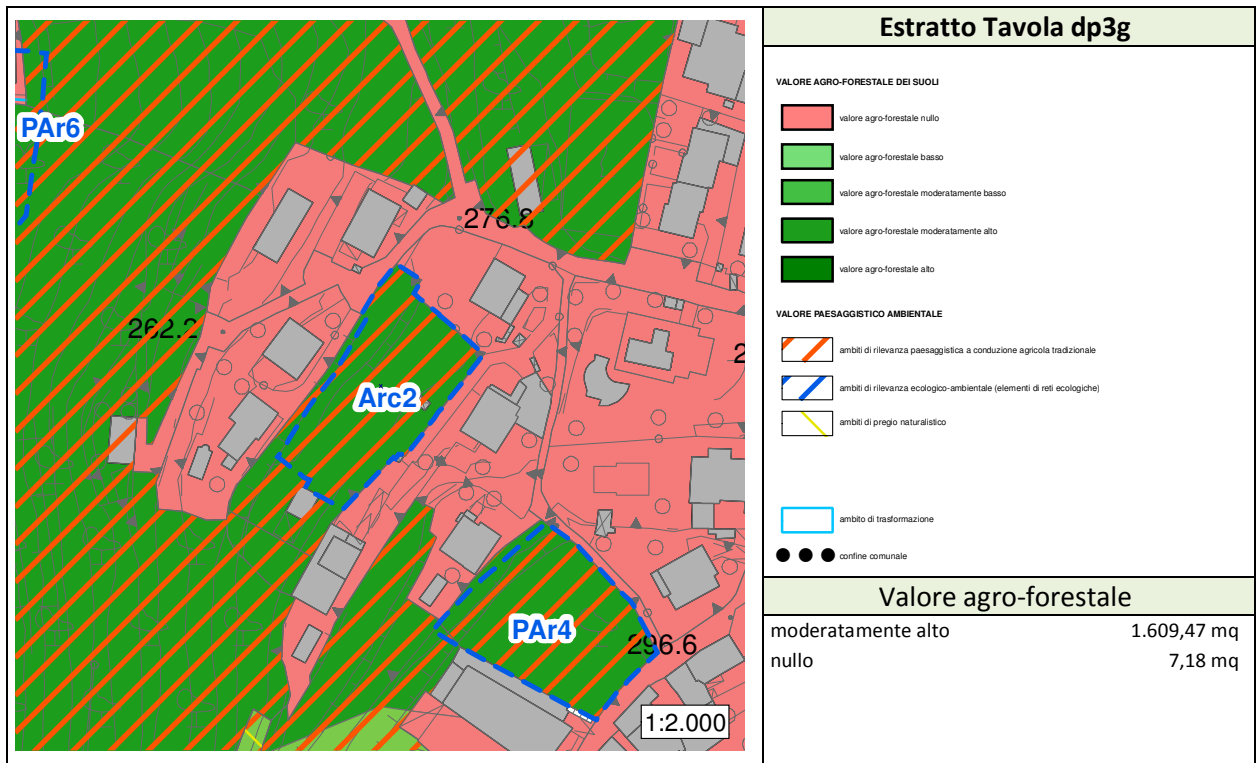 PAr6
276.8
262.2
2
Arc2
PAr4
296.6
1:2.000
Estratto Tavola dp3g
VALORE AGRO-FORESTALE DEI SUOLI
valore agro-forestale nullo
valore agro-forestale basso
valore agro-forestale moderatamente basso
valore agro-forestale moderatamente alto
valore agro-forestale alto
VALORE PAESAGGISTICO AMBIENTALE
ambiti di rilevanza paesaggistica a conduzione agricola tradizionale
ambiti di rilevanza ecologico-ambientale (elementi di reti ecologiche)
ambiti di pregio naturalistico
ambito di trasformazione
confine comunale
Valore agro-forestale
moderatamente alto 1.609,47 mq
nullo 7,18 mq